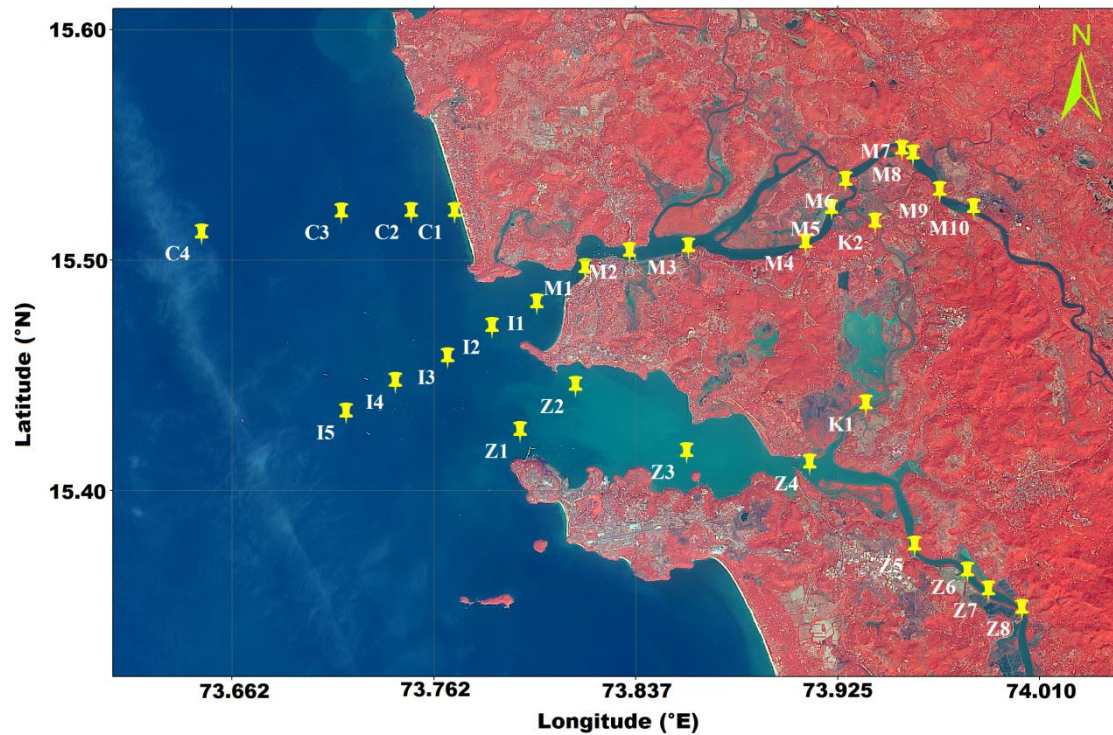 15.60
N
M7
M8
M6
M9
C3
C2
C1
M5
K2
M10
C4
M2
M3
M4
15.50
M1
I1
I2
I3
I4
I5
Z2
K1
Z1
Z3
Z4
15.40
Z5
Z6
Z7
Z8
Latitude (°N)
73.662
73.762
73.837
73.925
74.010
Longitude (°E)